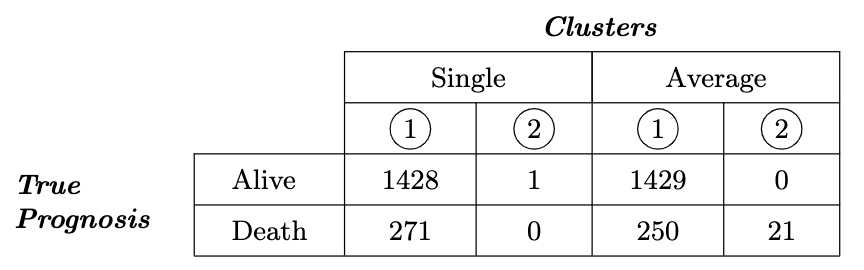 Clusters
Single Average
1 2 1 2
True
Prognosis
Alive 1428 1 1429 0
Death 271 0 250 21